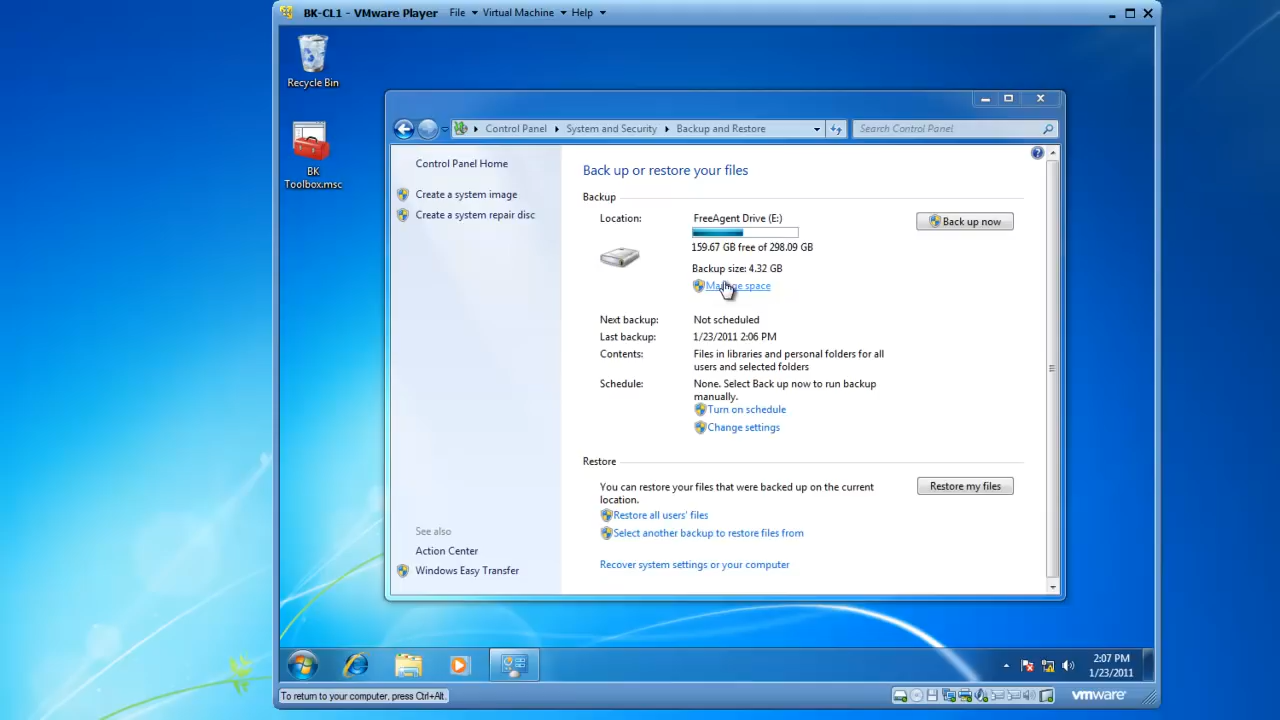 BK-CL1 - VMware Player File Virtual Machine Help
Recycle Bin
BK
Toolbox.msc
Control Panel System and Security Backup and Restore Search Control Panel
Control Panel Home
Create a system image
Create a system repair disc
See also
Action Center
Windows Easy Transfer
Back up or restore your files
Backup
Location: FreeAgent Drive (E:) Back up now
159.67 GB free of 298.09 GB
Backup size: 4.32 GB
Manage space
Next backup: Not scheduled
Last backup: 1/23/2011 2:06 PM
Contents: Files in libraries and personal folders for all
users and selected folders
Schedule: None. Select Back up now to run backup
manually.
Turn on schedule
Change settings
Restore
You can restore your files that were backed up on the current
location.
Restore my files
Restore all users' files
Select another backup to restore files from
Recover system settings or your computer
2:07 PM
1/23/2011
To return to your computer, press Ctrl+Alt.
vmware